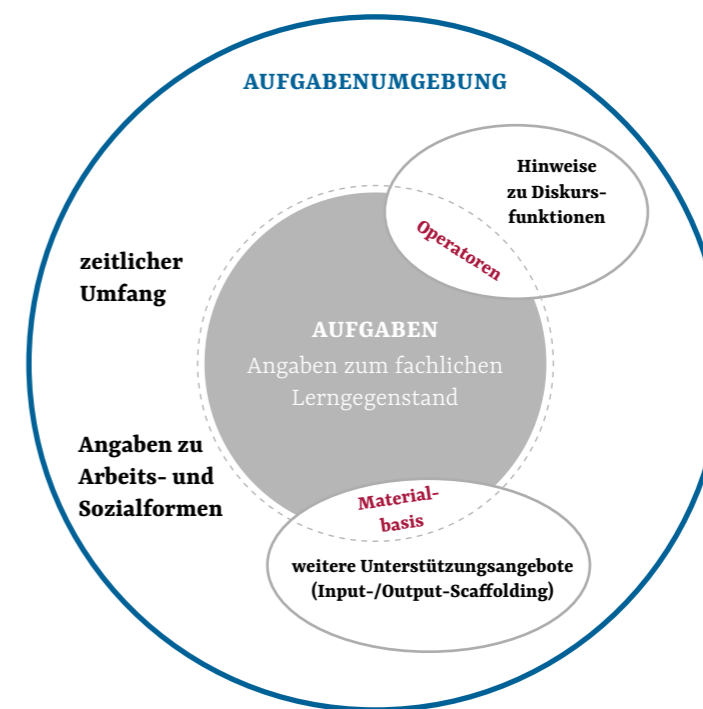 AUFGABENUMGEBUNG
Hinweise
zu Diskurs-
funktionen
Operatoren
zeitlicher
Umfang
AUFGABEN
Angaben zum fachlichen
Lerngegenstand
Angaben zu
Arbeits- und
Sozialformen
Material-
basis
weitere Unterstützungsangebote
(Input-/Output-Scaffolding)